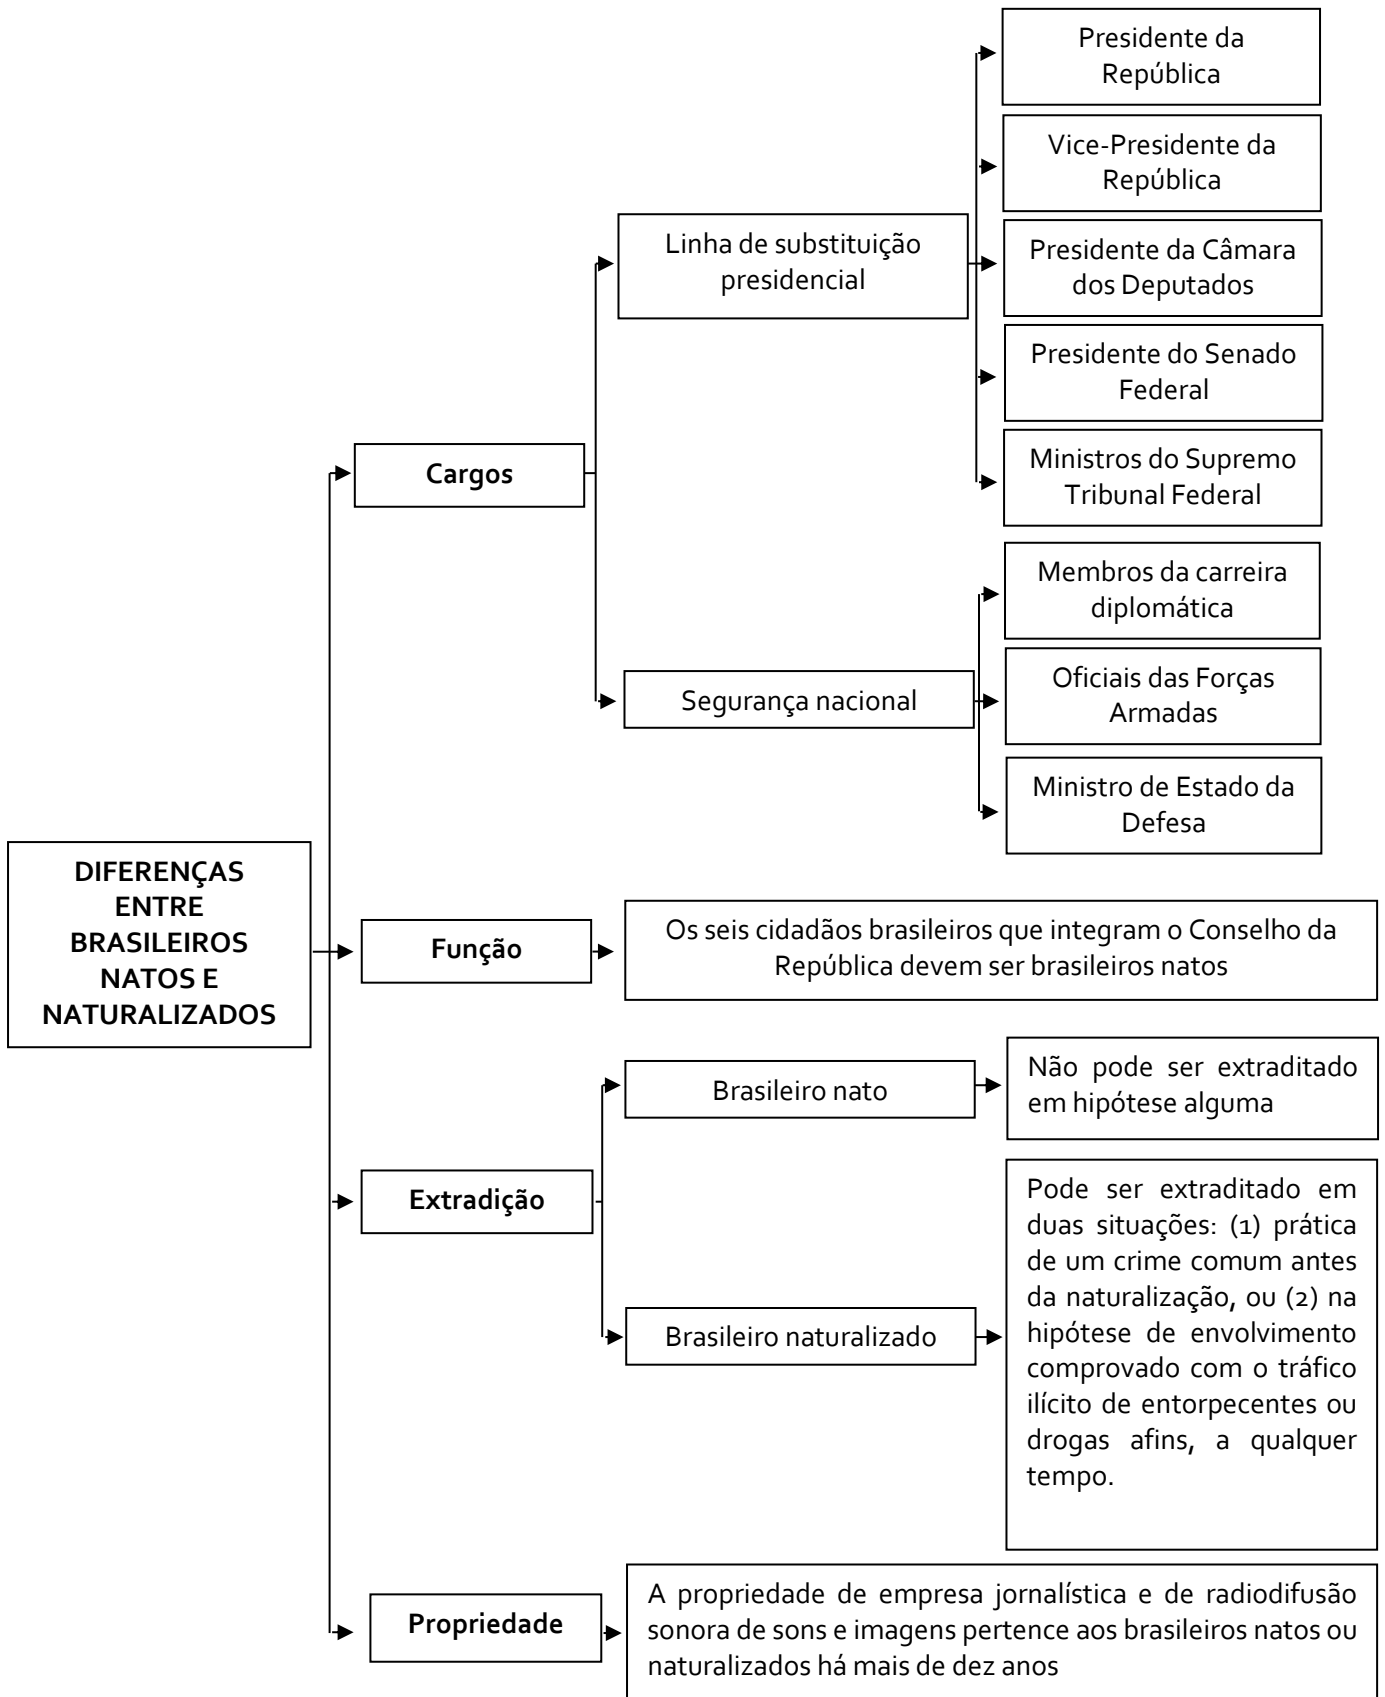 Presidente da
República
Vice-Presidente da
República
Linha de substituição
presidencial
Presidente da Câmara
dos Deputados
Presidente do Senado
Federal
Cargos
Ministros do Supremo
Tribunal Federal
Membros da carreira
diplomática
Segurança nacional
Oficiais das Forças
Armadas
Ministro de Estado da
Defesa
DIFERENÇAS
ENTRE
BRASILEIROS
NATOS E
NATURALIZADOS
Função
Os seis cidadãos brasileiros que integram o Conselho da
República devem ser brasileiros natos
Extradição
Brasileiro nato
Não pode ser extraditado
em hipótese alguma
Brasileiro naturalizado
Pode ser extraditado em
duas situações: (1) prática
de um crime comum antes
da naturalização, ou (2) na
hipótese de envolvimento
comprovado com o tráfico
ilícito de entorpecentes ou
drogas afins, a qualquer
tempo.
Propriedade
A propriedade de empresa jornalística e de radiodifusão
sonora de sons e imagens pertence aos brasileiros natos ou
naturalizados há mais de dez anos